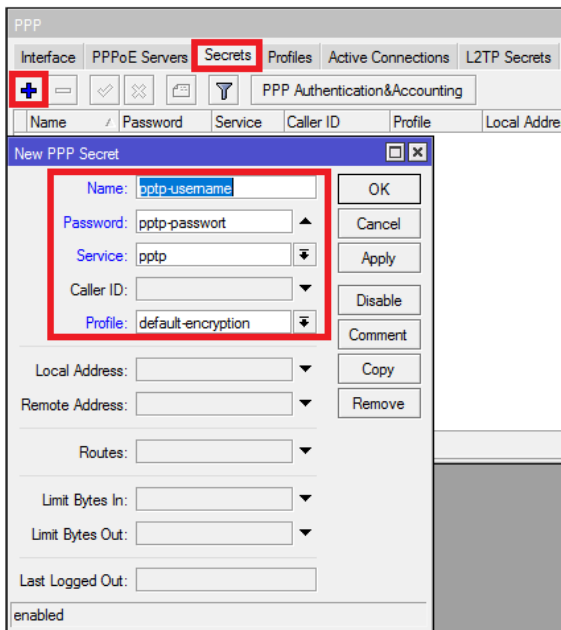 PPP
Interface PPPoE Servers Secrets Profiles Active Connections L2TP Secrets
PPP Authentication&Accounting
Name / Password Service Caller ID Profile Local Addre
New PPP Secret
Name: pptp-username OK
Password: pptp-passwort Cancel
Service: pptp Apply
Caller ID: Disable
Profile: default-encryption Comment
Local Address: Copy
Remote Address: Remove
Routes:
Limit Bytes In:
Limit Bytes Out:
Last Logged Out:
enabled